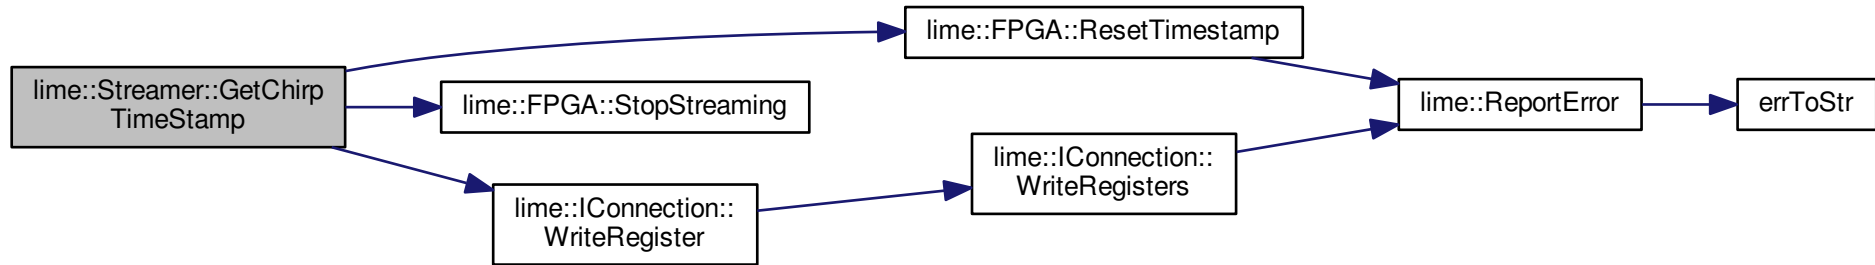 lime::Streamer::GetChirp
TimeStamp
lime::FPGA::ResetTimestamp
lime::FPGA::StopStreaming
lime::IConnection::
WriteRegister
lime::IConnection::
WriteRegisters
lime::ReportError
errToStr